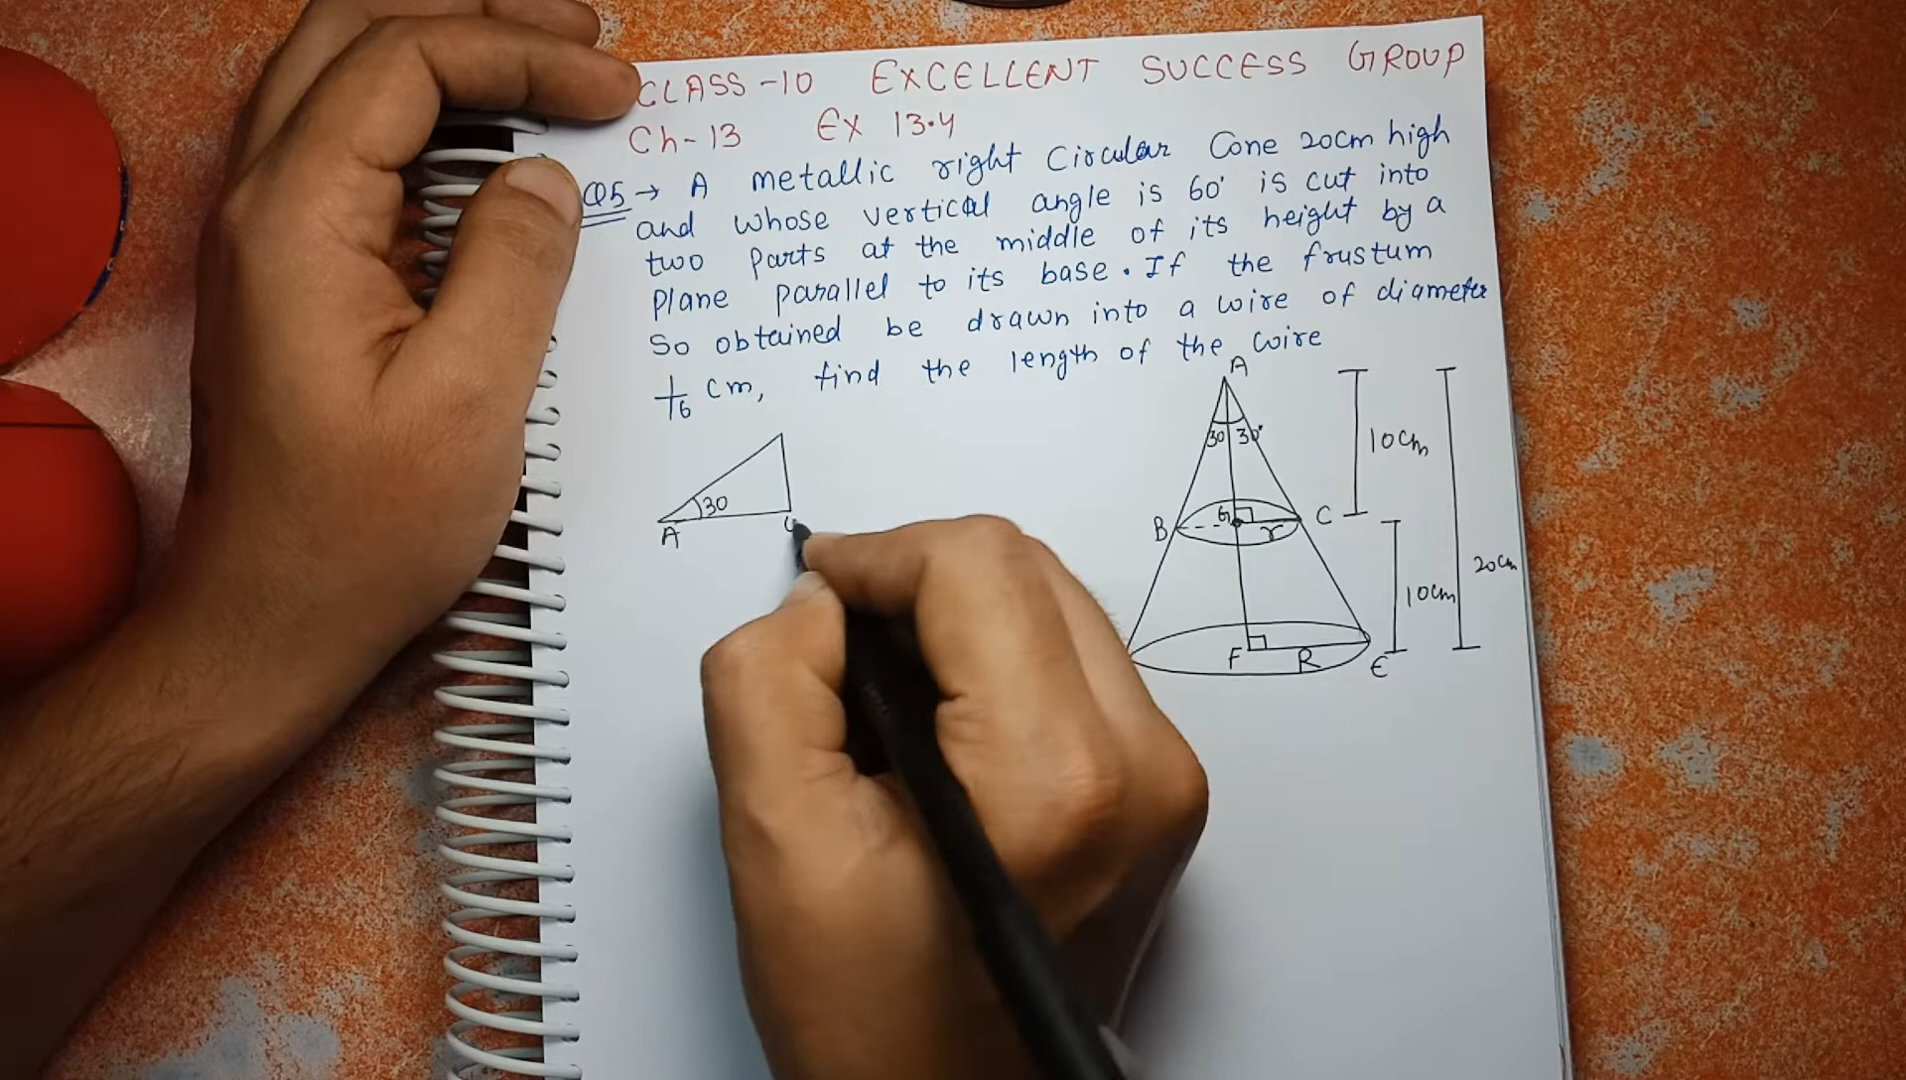 CLASS-10 EXCELLENT SUCCESS GROUP
Ch-13 EX 13.4
Q5 → A metallic right Circular Cone 20cm high
and whose vertical angle is 60° is cut into
two parts at the middle of its height by a
plane parallel to its base. If the frustum
So obtained be drawn into a wire of diameter
1/16 cm, find the length of the wire
A
30 30°
10cm
B G C
r
20cm
10cm
F R E
30
A